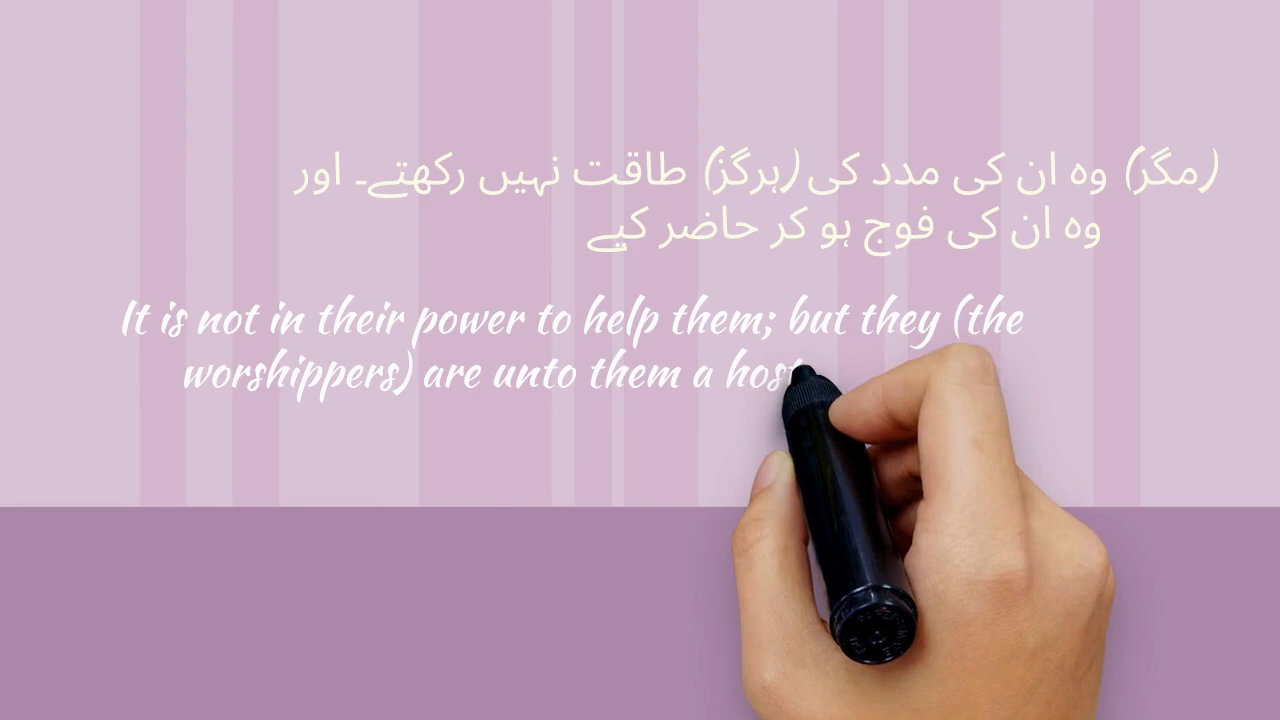 (مگر) وہ ان کی مدد کی (ہرگز) طاقت نہیں رکھتے۔ اور
وہ ان کی فوج ہو کر حاضر کیے
It is not in their power to help them; but they (the
worshippers) are unto them a host